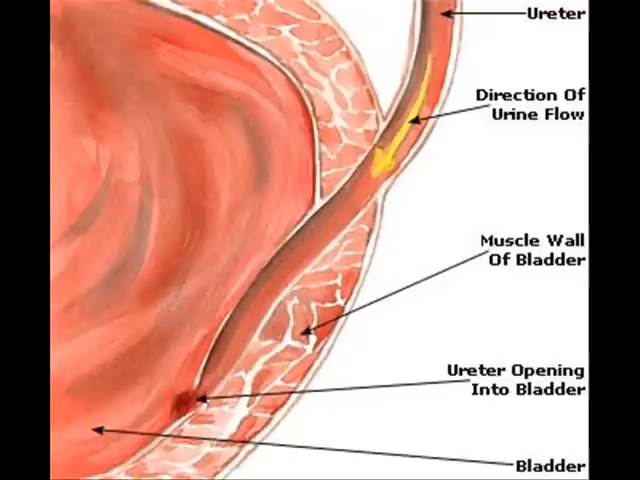 Ureter
Direction Of
Urine Flow
Muscle Wall
Of Bladder
Ureter Opening
Into Bladder
Bladder